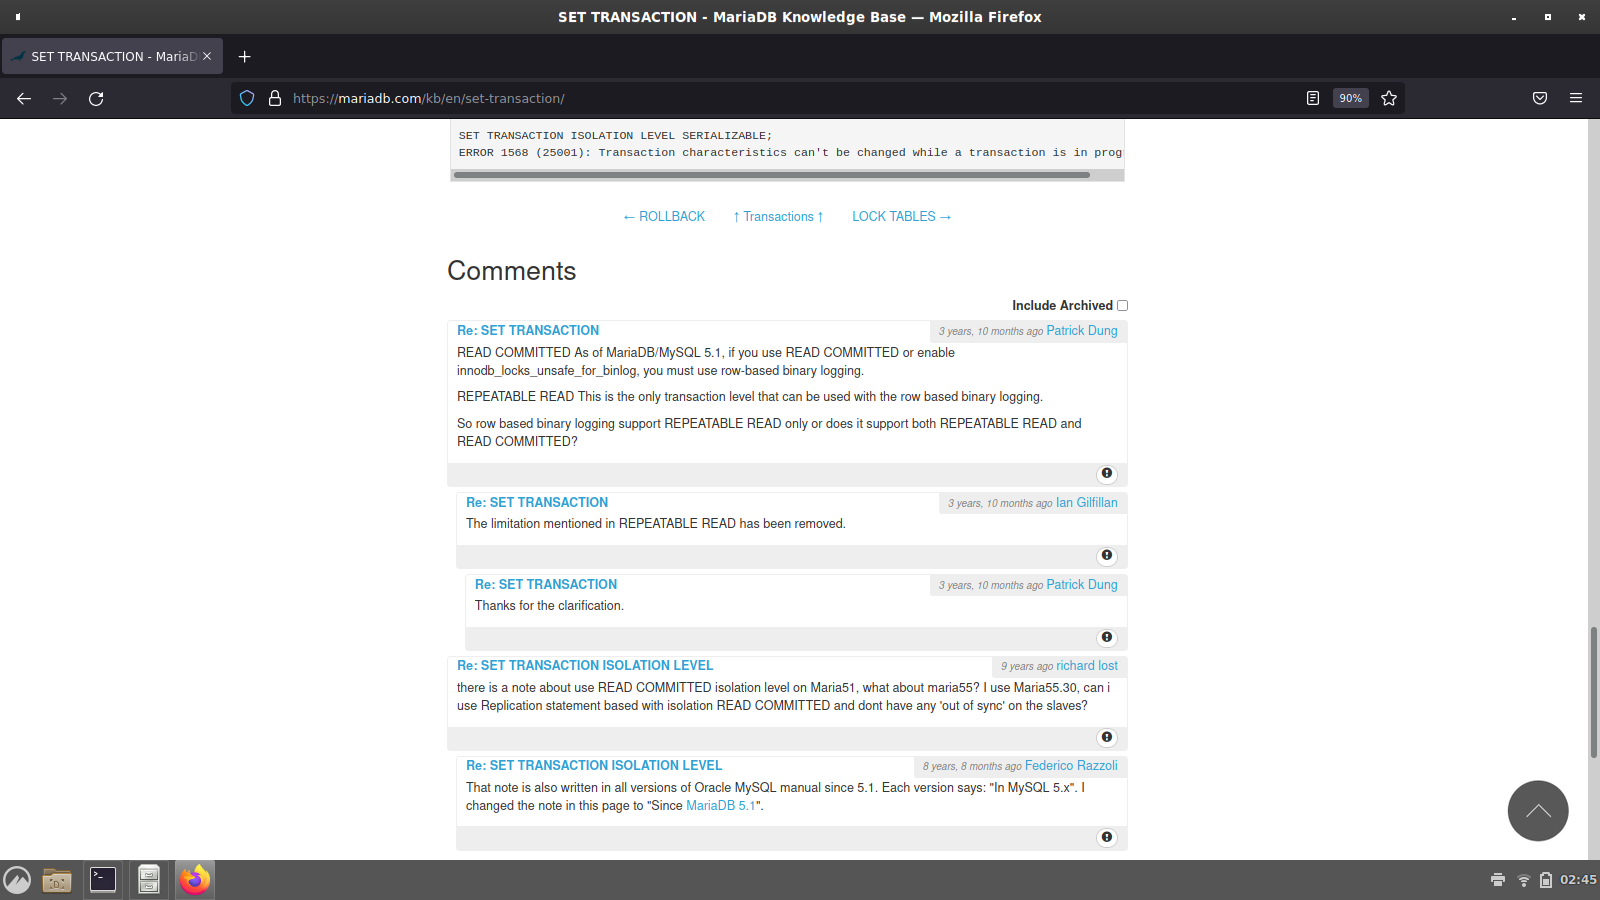 SET TRANSACTION - MariaDB Knowledge Base — Mozilla Firefox
SET TRANSACTION - MariaD
https://mariadb.com/kb/en/set-transaction/
90%
SET TRANSACTION ISOLATION LEVEL SERIALIZABLE;
ERROR 1568 (25001): Transaction characteristics can't be changed while a transaction is in prog
← ROLLBACK ↑ Transactions ↑ LOCK TABLES →
Comments
Include Archived
Re: SET TRANSACTION 3 years, 10 months ago Patrick Dung
READ COMMITTED As of MariaDB/MySQL 5.1, if you use READ COMMITTED or enable
innodb_locks_unsafe_for_binlog, you must use row-based binary logging.
REPEATABLE READ This is the only transaction level that can be used with the row based binary logging.
So row based binary logging support REPEATABLE READ only or does it support both REPEATABLE READ and
READ COMMITTED?
Re: SET TRANSACTION 3 years, 10 months ago Ian Gilfillan
The limitation mentioned in REPEATABLE READ has been removed.
Re: SET TRANSACTION 3 years, 10 months ago Patrick Dung
Thanks for the clarification.
Re: SET TRANSACTION ISOLATION LEVEL 9 years ago richard lost
there is a note about use READ COMMITTED isolation level on Maria51, what about maria55? I use Maria55.30, can i
use Replication statement based with isolation READ COMMITTED and dont have any 'out of sync' on the slaves?
Re: SET TRANSACTION ISOLATION LEVEL 8 years, 8 months ago Federico Razzoli
That note is also written in all versions of Oracle MySQL manual since 5.1. Each version says: "In MySQL 5.x". I
changed the note in this page to "Since MariaDB 5.1".
02:45